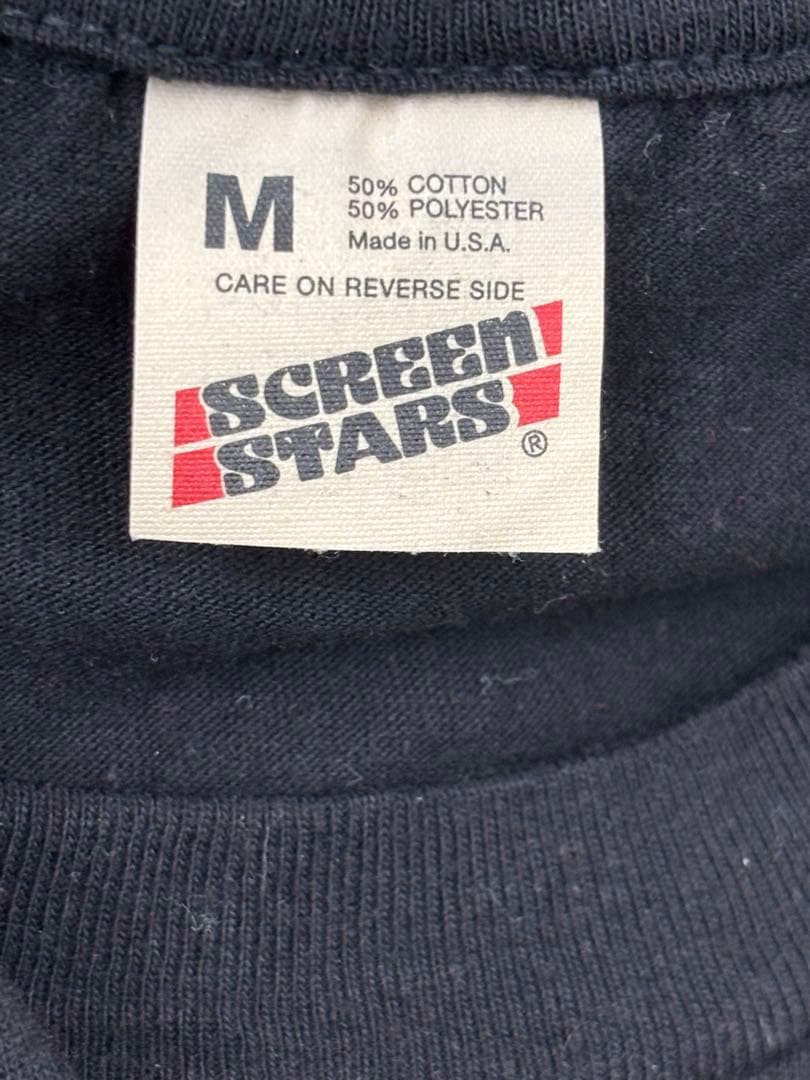 M
50% COTTON
50% POLYESTER
Made in U.S.A.
CARE ON REVERSE SIDE
SCREEN
STARS®